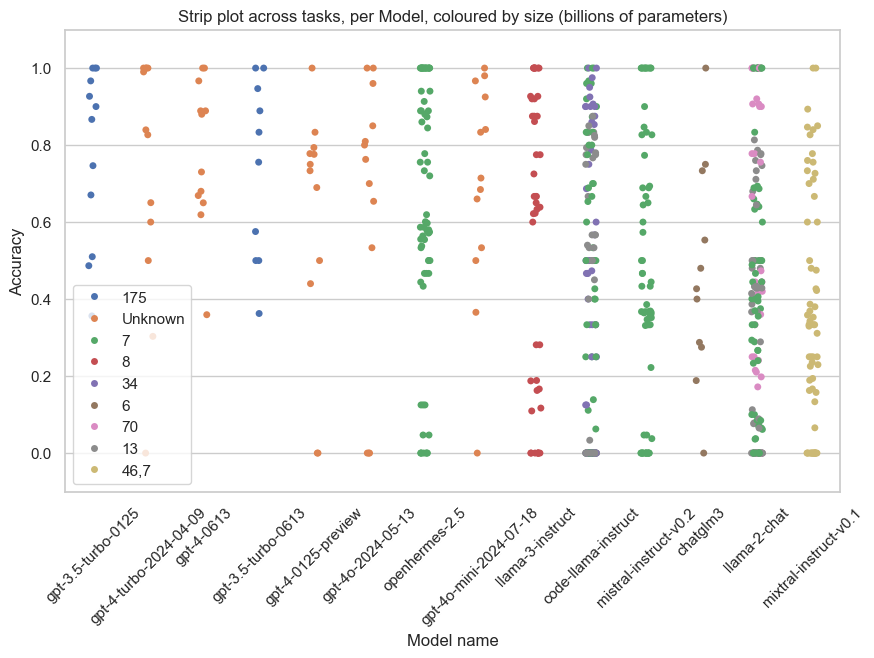 Strip plot across tasks, per Model, coloured by size (billions of parameters)
Accuracy
1.0
0.8
0.6
0.4
0.2
0.0
175
Unknown
7
8
34
6
70
13
46,7
gpt-3.5-turbo-0125
gpt-4-turbo-2024-04-09
gpt-4-0613
gpt-3.5-turbo-0613
gpt-4-0125-preview
gpt-4o-2024-05-13
openhermes-2.5
gpt-4o-mini-2024-07-18
llama-3-instruct
code-llama-instruct
mistral-instruct-v0.2
chatglm3
llama-2-chat
mixtral-instruct-v0.1
Model name